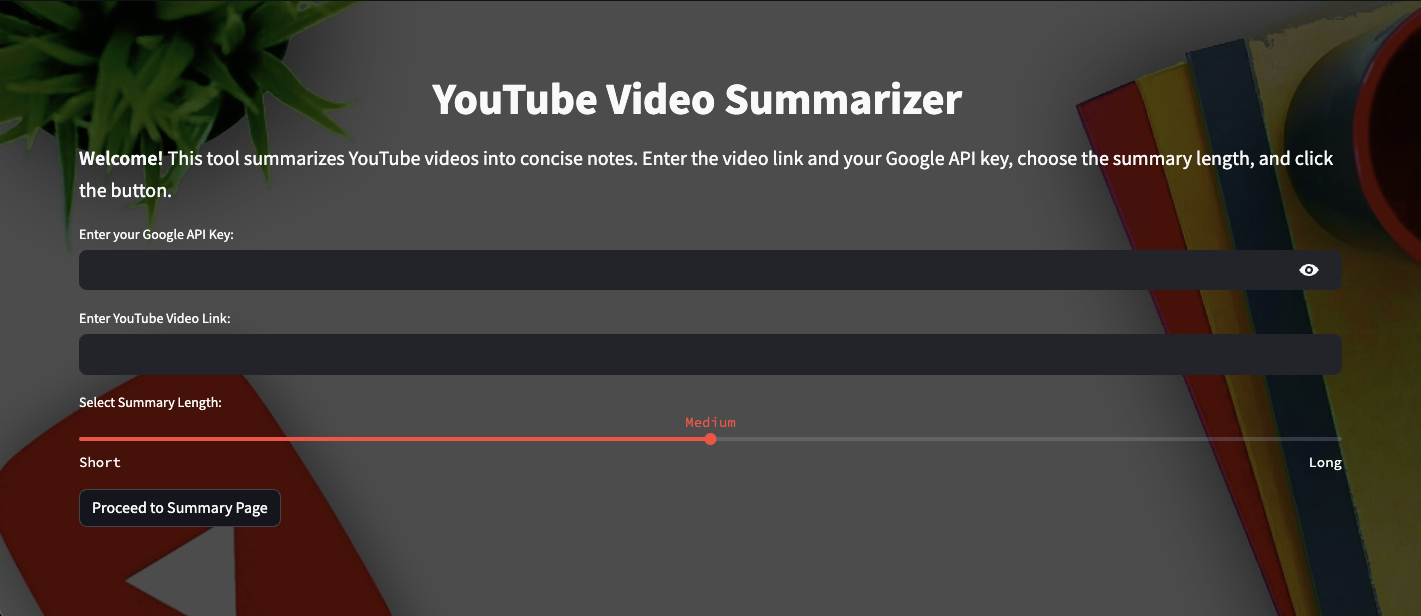 YouTube Video Summarizer
Welcome! This tool summarizes YouTube videos into concise notes. Enter the video link and your Google API key, choose the summary length, and click
the button.
Enter your Google API Key:
Enter YouTube Video Link:
Select Summary Length:
Medium
Short
Long
Proceed to Summary Page